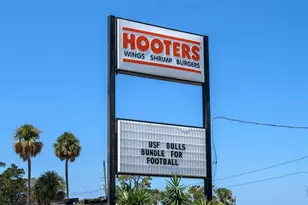 HOOTERS
WINGS SHRIMP BURGERS
USF BULLS
BUNDLE FOR
FOOTBALL